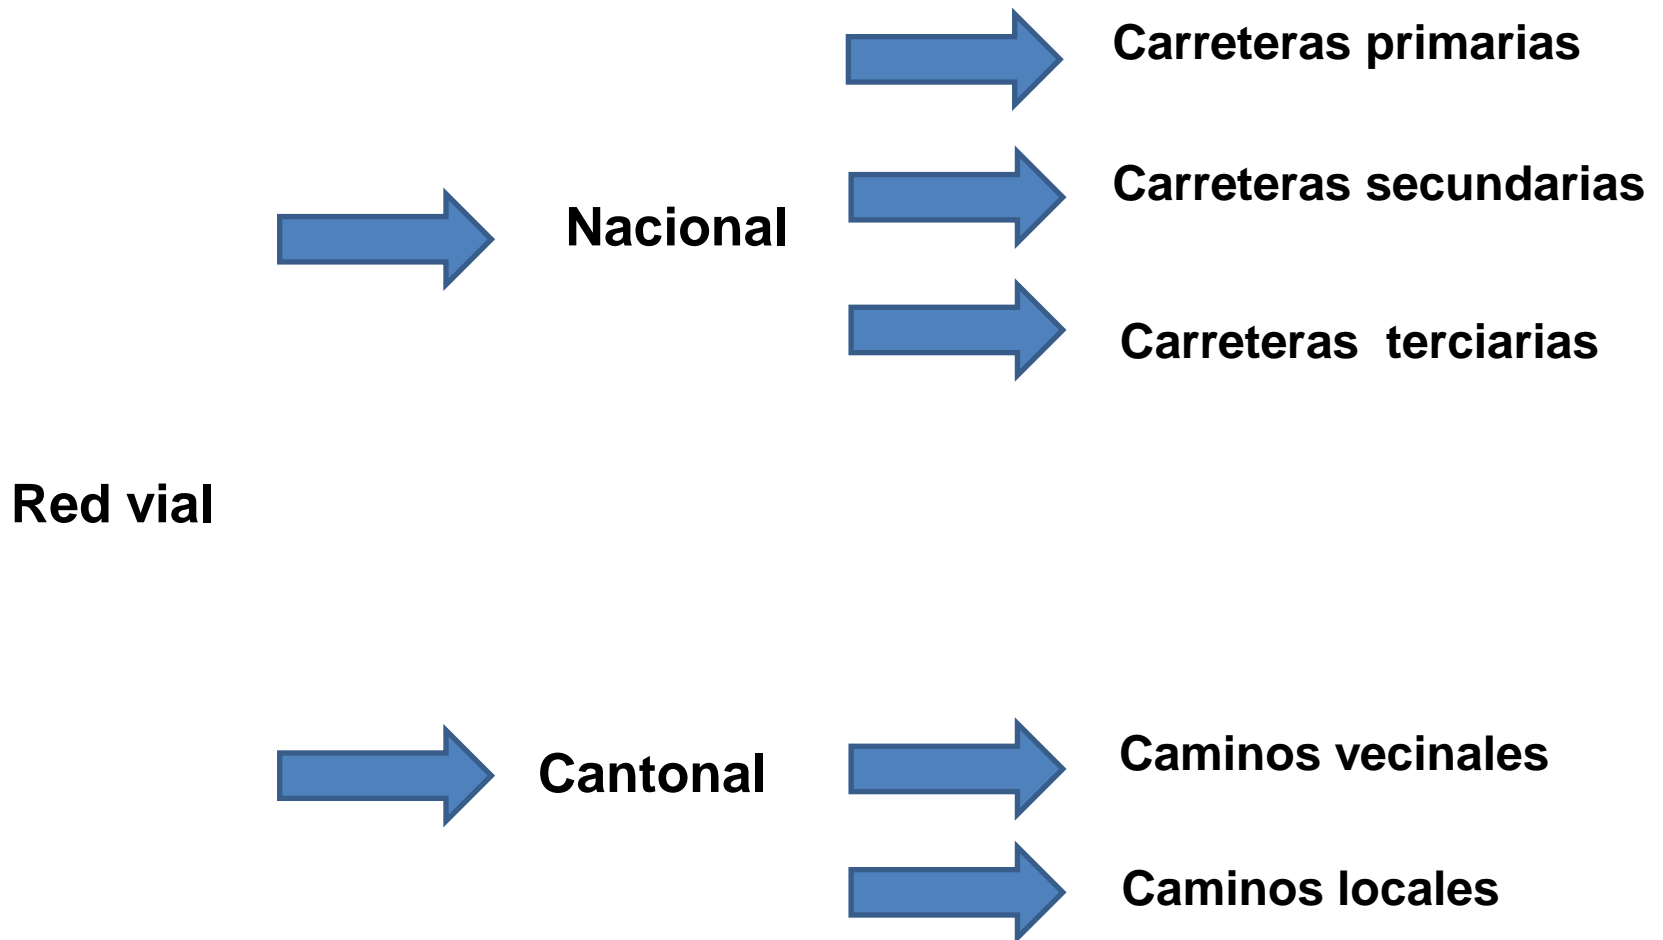 Carreteras primarias
Carreteras secundarias
Nacional
Carreteras  terciarias
Red vial
Caminos vecinales
Cantonal
Caminos locales